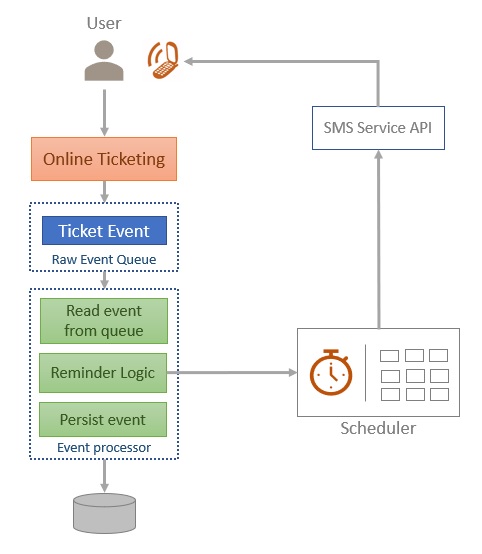 User
SMS Service API
Online Ticketing
Ticket Event
Raw Event Queue
Read event
from queue
Reminder Logic
Persist event
Event processor
Scheduler